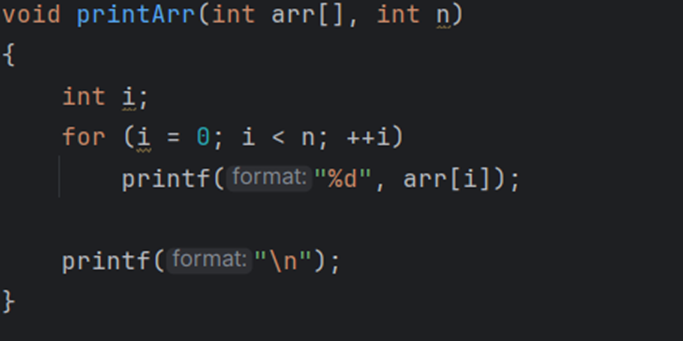 void printArr(int arr[], int n)
{
    int i;
    for (i = 0; i < n; ++i)
        printf( format: "%d", arr[i]);

    printf( format: "\n");
}